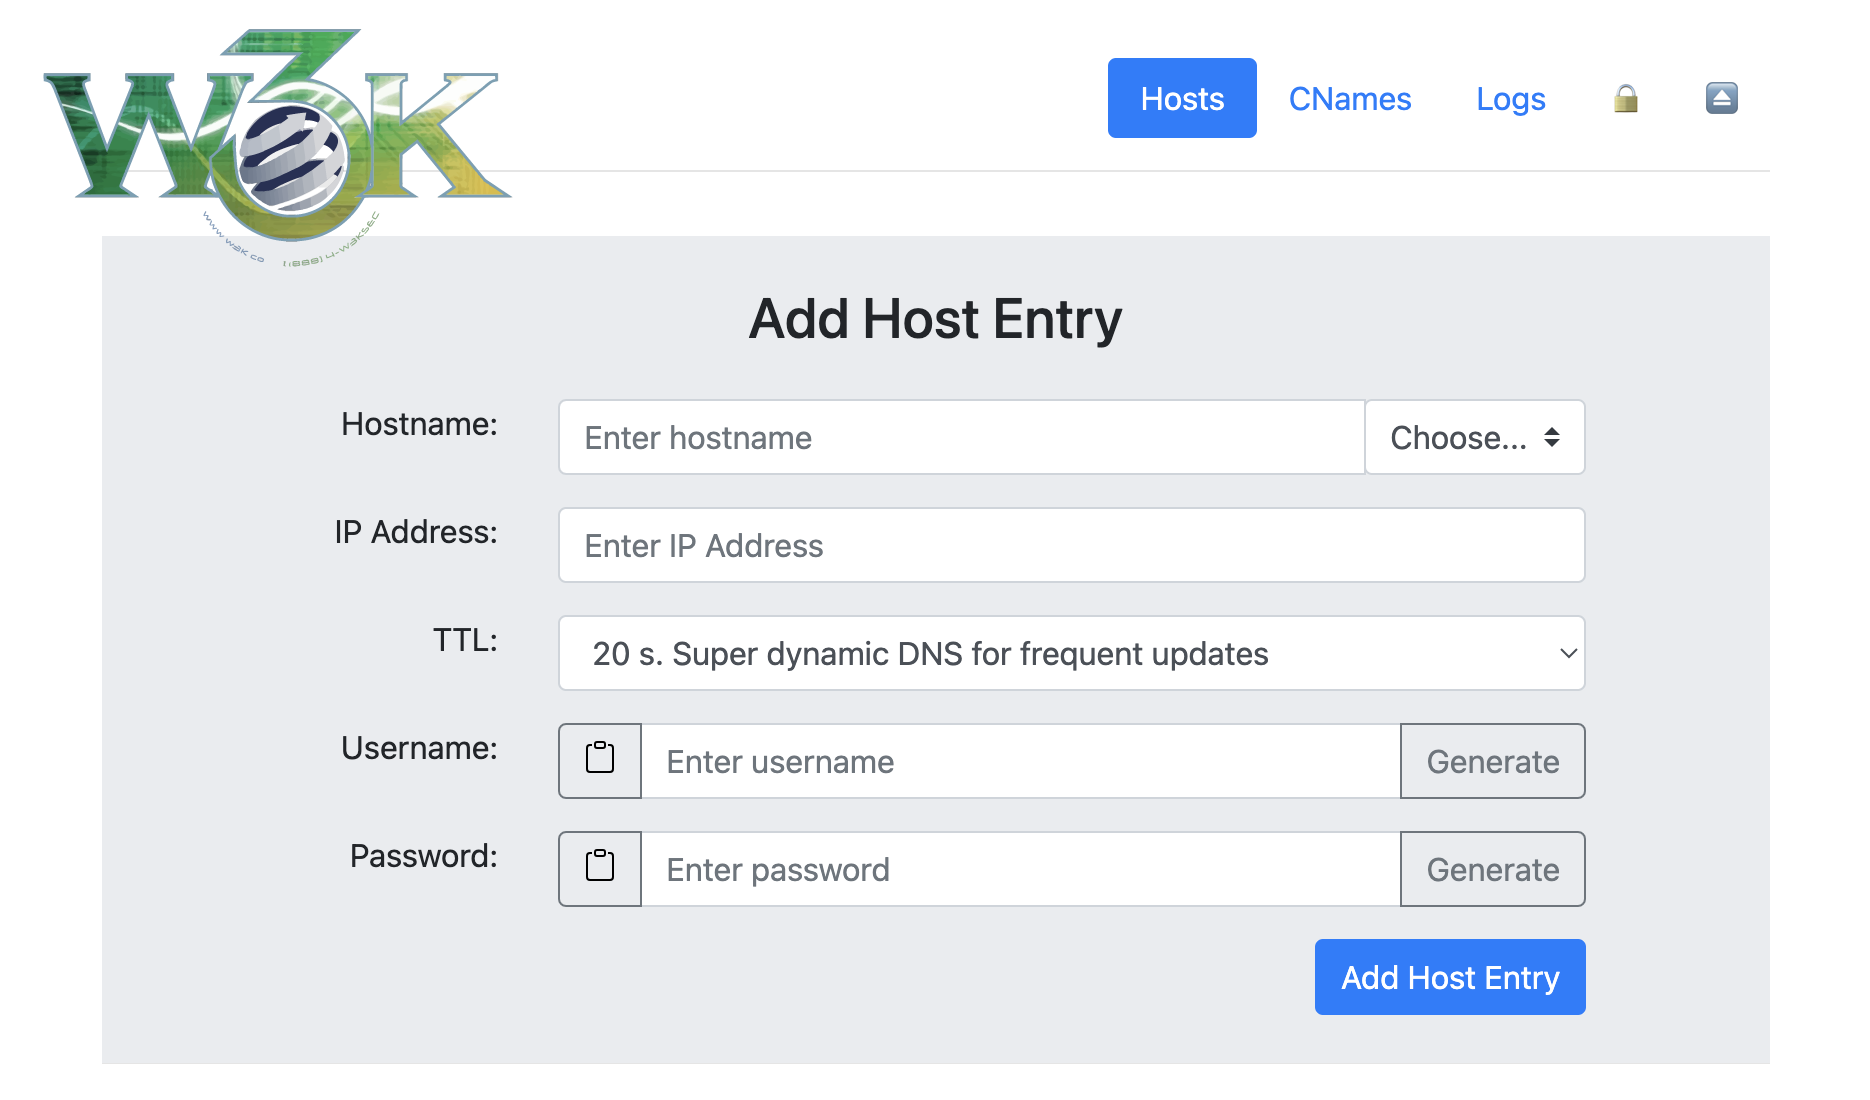 W3K
www.w3k.co 1(888)4-w3ksec
Hosts CNames Logs
Add Host Entry
Hostname: Enter hostname Choose...
IP Address: Enter IP Address
TTL: 20 s. Super dynamic DNS for frequent updates
Username: Enter username Generate
Password: Enter password Generate
Add Host Entry